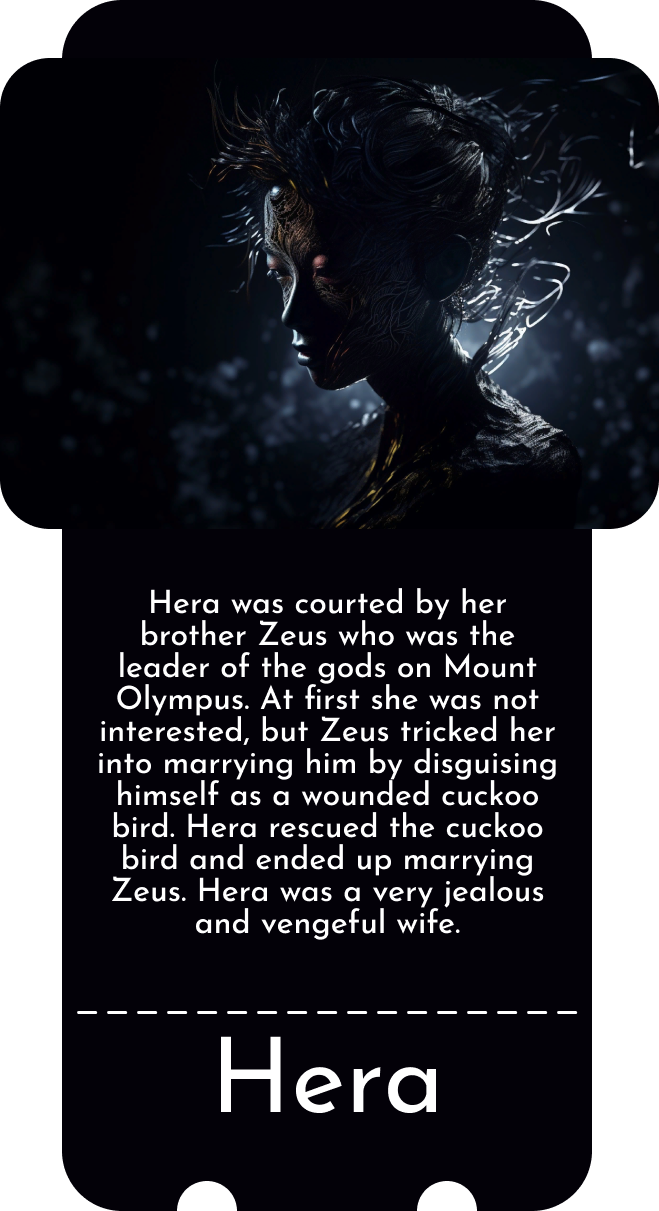 Hera was courted by her
brother Zeus who was the
leader of the gods on Mount
Olympus. At first she was not
interested, but Zeus tricked her
into marrying him by disguising
himself as a wounded cuckoo
bird. Hera rescued the cuckoo
bird and ended up marrying
Zeus. Hera was a very jealous
and vengeful wife.
Hera